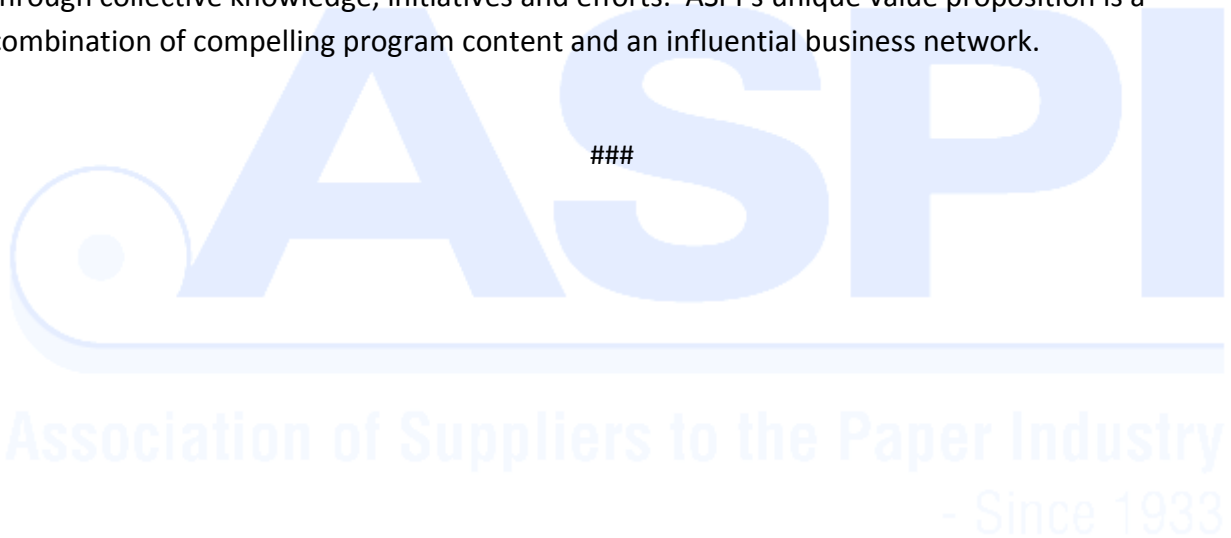 through collective knowledge, initiatives and efforts. ASPI's unique value proposition is a
combination of compelling program content and an influential business network.
###
ASPI
Association of Suppliers to the Paper Industry
- Since 1933